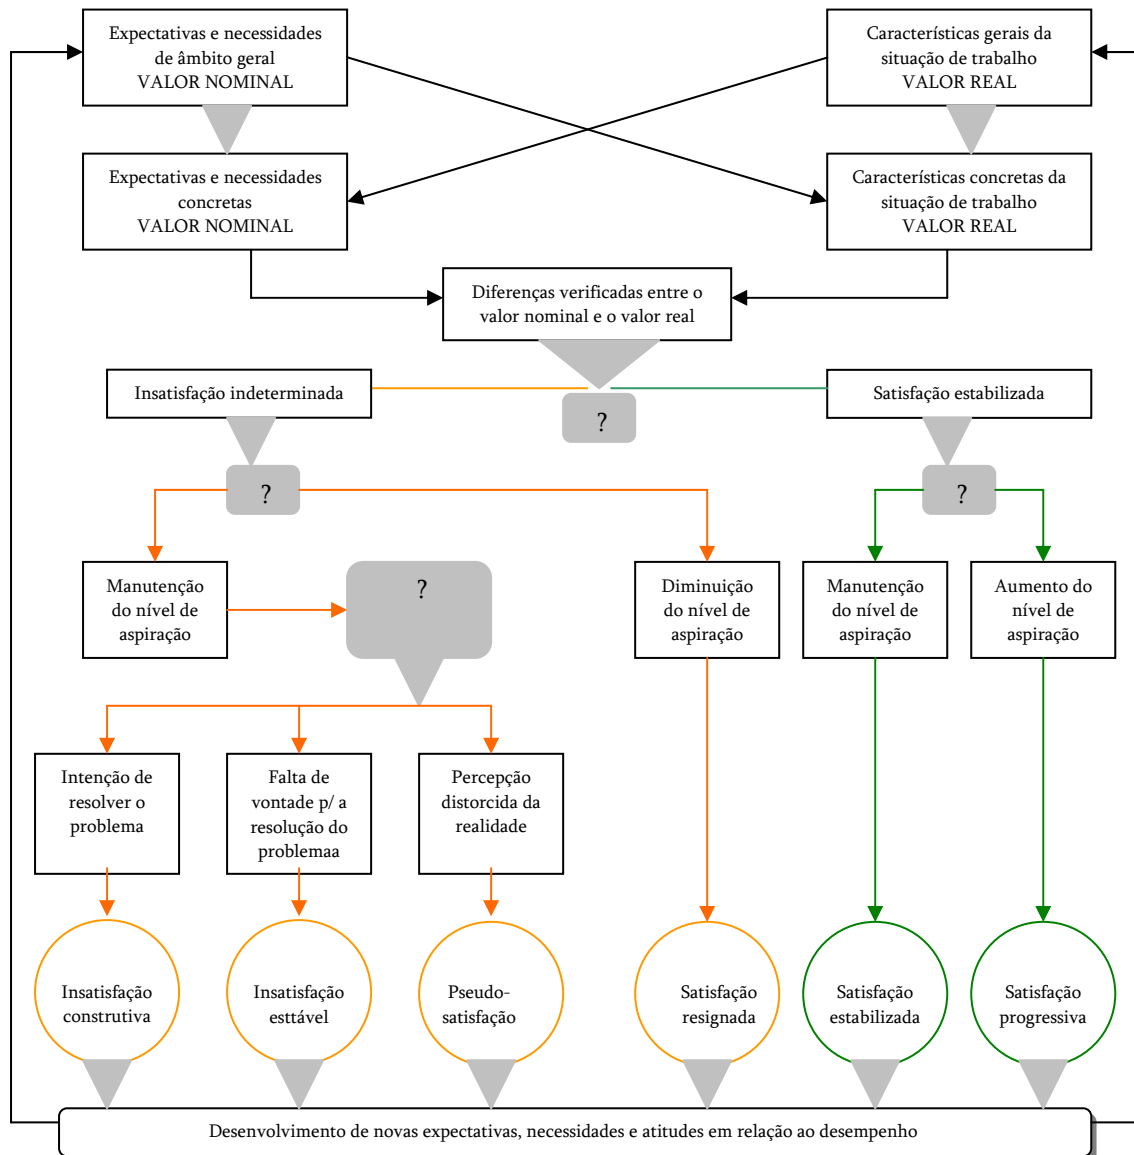 Expectativas e necessidades
de âmbito geral
VALOR NOMINAL
Características gerais da
situação de trabalho
VALOR REAL
Expectativas e necessidades
concretas
VALOR NOMINAL
Característícas concretas da
situação de trabalho
VALOR REAL
Diferenças verificadas entre o
valor nominal e o valor real
Insatisfação indeterminada
Satisfação estabilizada
?
?
?
Manutenção
do nível de
aspiração
?
Diminuição
do nível de
aspiração
Manutenção
do nível de
aspiração
Aumento do
nível de
aspiração
Intenção de
resolver o
problema
Falta de
vontade p/ a
resolução do
problemaa
Percepção
distorcida da
realidade
Insatisfação
construtiva
Insatisfação
esttável
Pseudo-
satisfação
Satisfação
resignada
Satisfação
estabilizada
Satisfação
progressiva
Desenvolvimento de novas expectativas, necessidades e atitudes em relação ao desempenho